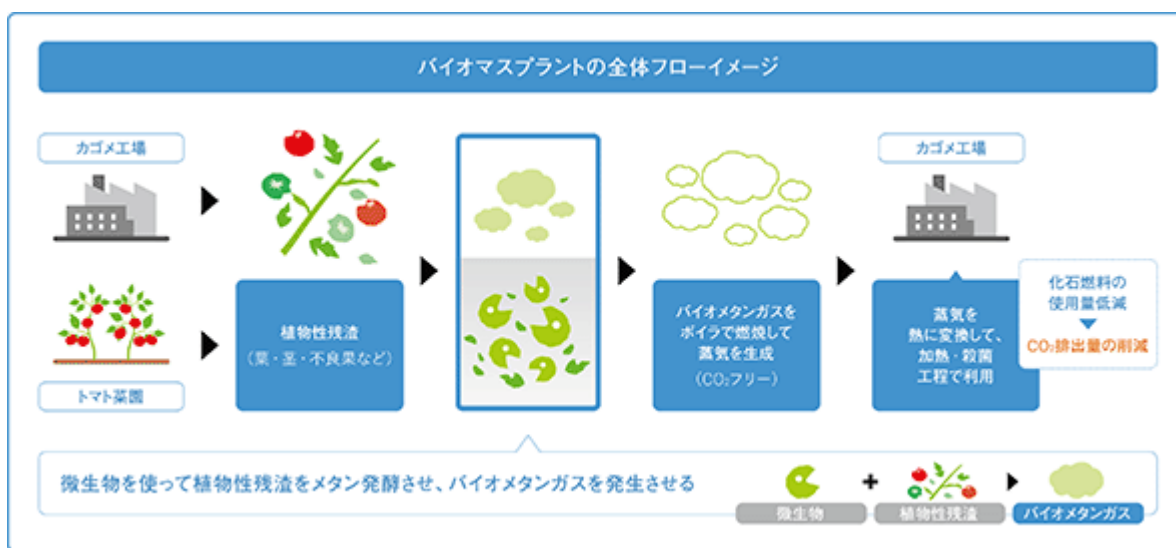 バイオマスプラントの全体フローイメージ
カゴメ工場
トマト菜園
植物性残渣
（葉・茎・不良果など）
バイオメタンガスを
ボイラで燃焼して
蒸気を生成
（CO₂フリー）
カゴメ工場
蒸気を
熱に変換して、
加熱・殺菌
工程で利用
化石燃料の
使用量低減
CO₂排出量の削減
微生物を使って植物性残渣をメタン発酵させ、バイオメタンガスを発生させる
微生物
植物性残渣
バイオメタンガス